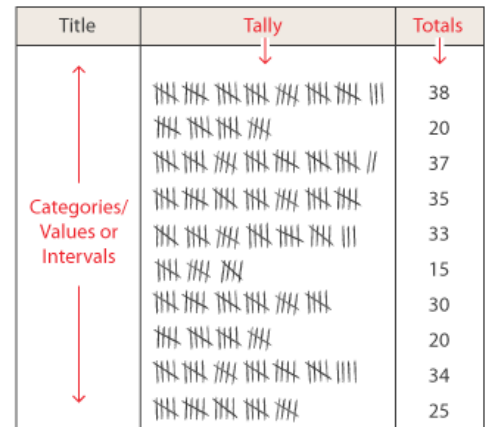 Title Tally Totals
38
20
37
35
Categories/
Values or
33
Intervals
15
30
20
34
25